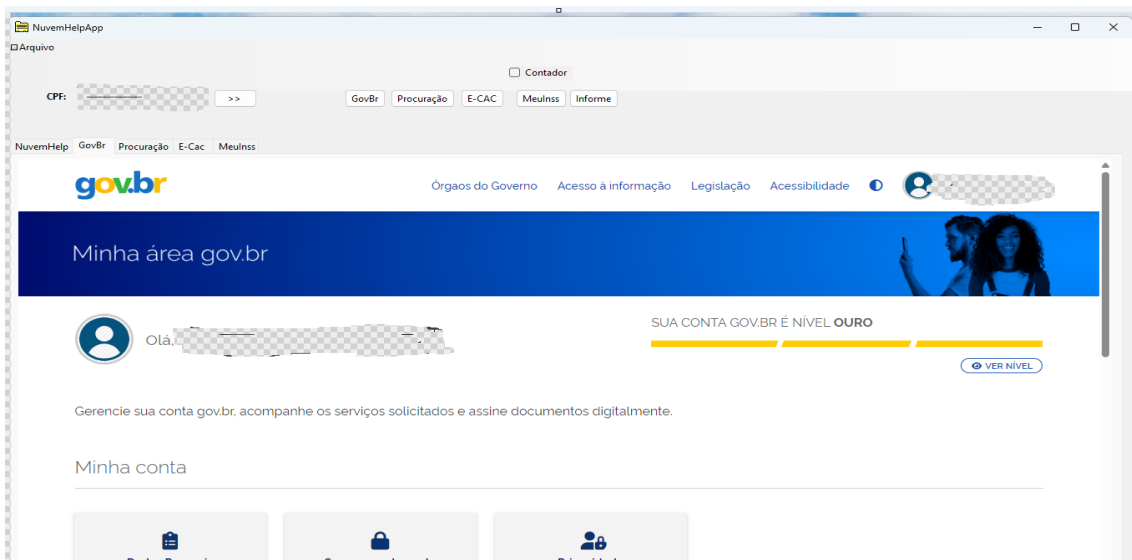 NuvemHelpApp
Arquivo
Contador
CPF: >> GovBr Procuração E-CAC MeuInss Informe
NuvemHelp GovBr Procuração E-Cac MeuInss
gov.br Órgaos do Governo Acesso à informação Legislação Acessibilidade
Minha área gov.br
SUA CONTA GOV.BR É NÍVEL OURO
Olá,
VER NÍVEL
Gerencie sua conta gov.br, acompanhe os serviços solicitados e assine documentos digitalmente.
Minha conta